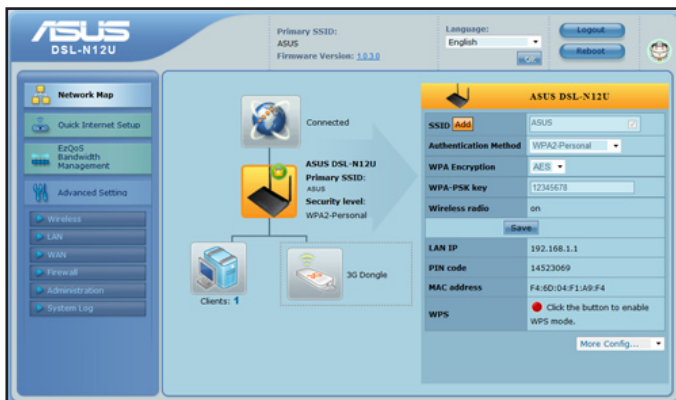 ASUS
DSL-N12U
Primary SSID:
ASUS
Firmware Version: 1.0.3.0
Language:
English
OK
Logout
Reboot
Network Map
Quick Internet Setup
EzQoS
Bandwidth
Management
Advanced Setting
Wireless
LAN
WAN
Firewall
Administration
System Log
Connected
ASUS DSL-N12U
Primary SSID:
ASUS
Security level:
WPA2-Personal
Clients: 1
3G Dongle
ASUS DSL-N12U
SSID Add ASUS
Authentication Method WPA2-Personal
WPA Encryption AES
WPA-PSK key 12345678
Wireless radio on
Save
LAN IP 192.168.1.1
PIN code 14523069
MAC address F4:6D:04:F1:A9:F4
WPS Click the button to enable
WPS mode.
More Config...